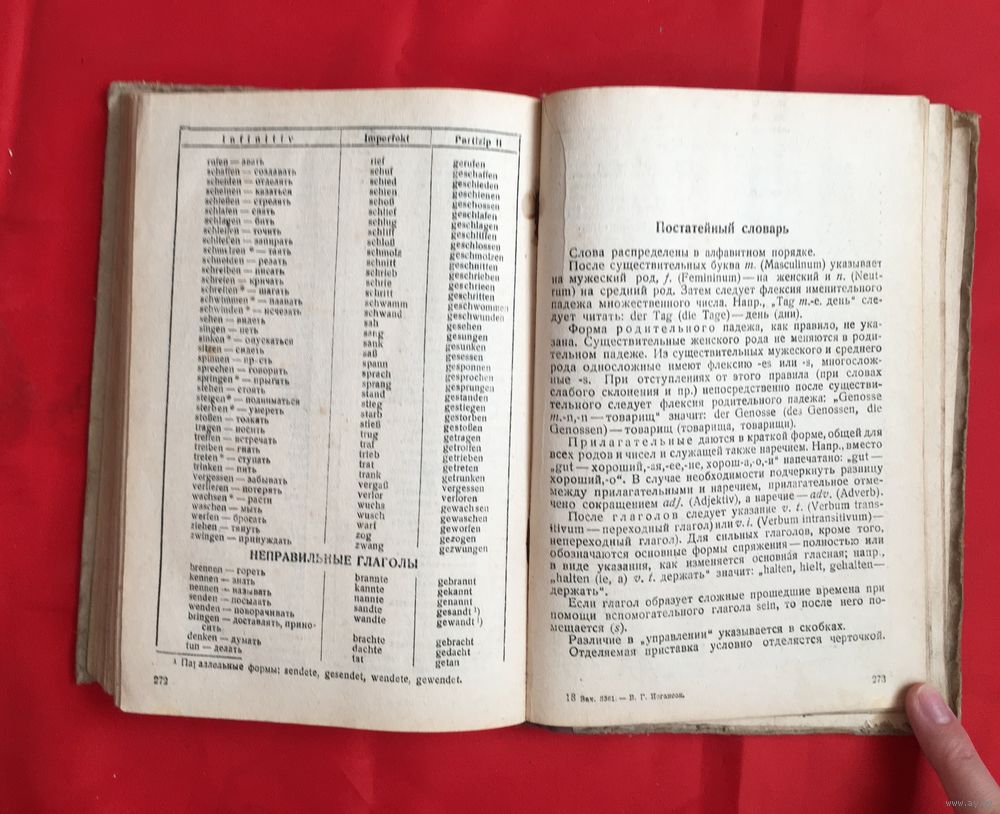 Infinitiv Imperfekt Partizip II
rufen — звать rief gerufen
schaffen — создавать schuf geschaffen
scheiden — отделять schied geschieden
scheinen — казаться schien geschienen
schießen — стрелять schoß geschossen
schlafen — спать schlief geschlafen
schlagen — бить schlug geschlagen
schleifen — точить schliff geschliffen
schließen — запирать schloß geschlossen
schmelzen * — таять schmolz geschmolzen
schneiden — резать schnitt geschnitten
schreiben — писать schrieb geschrieben
schreien — кричать schrie geschrieen
schreiten * — шагать schritt geschritten
schwimmen * — плавать schwamm geschwommen
schwinden * — исчезать schwand geschwunden
sehen — видеть sah gesehen
singen — петь sang gesungen
sinken * — опускаться sank gesunken
sitzen — сидеть saß gesessen
spinnen — прясть spann gesponnen
sprechen — говорить sprach gesprochen
springen * — прыгать sprang gesprungen
stehen — стоять stand gestanden
steigen * — подниматься stieg gestiegen
sterben * — умереть starb gestorben
stoßen — толкать stieß gestoßen
tragen — носить trug getragen
treffen — встречать traf getroffen
treiben — гнать trieb getrieben
treten * — ступать trat getreten
trinken — пить trank getrunken
vergessen — забывать vergaß vergessen
verlieren — потерять verlor verloren
wachsen * — расти wuchs gewachsen
waschen — мыть wusch gewaschen
werfen — бросать warf geworfen
ziehen — тянуть zog gezogen
zwingen — принуждать zwang gezwungen
НЕПРАВИЛЬНЫЕ ГЛАГОЛЫ
brennen — гореть brannte gebrannt
kennen — знать kannte gekannt
nennen — называть nannte genannt
senden — посылать sandte gesandt ¹)
wenden — поворачивать wandte gewandt ¹)
bringen — доставлять, прино-
сить brachte gebracht
denken — думать dachte gedacht
tun — делать tat getan
¹ Параллельные формы: sendete, gesendet, wendete, gewendet.
272
Постатейный словарь
Слова распределены в алфавитном порядке.
После существительных буква m. (Masculinum) указывает
на мужеский род, f. (Femininum) — на женский и n. (Neut-
rum) на средний род. Затем следует флексия именительного
падежа множественного числа. Напр., „Tag m.-e. день“ сле-
дует читать: der Tag (die Tage) — день (дни).
Форма родительного падежа, как правило, не ука-
зана. Существительные женского рода не меняются в роди-
тельном падеже. Из существительных мужеского и среднего
рода односложные имеют флексию -es или -s, многослож-
ные -s. При отступлениях от этого правила (при словах
слабого склонения и пр.) непосредственно после существи-
тельного следует флексия родительного падежа: „Genosse
m.-n,-n — товарищ“ значит: der Genosse (des Genossen, die
Genossen) — товарищ (товарища, товарищи).
Прилагательные даются в краткой форме, общей для
всех родов и чисел и служащей также наречием. Напр., вместо
„gut — хороший,-ая,-ее,-ие, хорош-а,-о,-и“ напечатано: „gut —
хороший,-о“. В случае необходимости подчеркнуть разницу
между прилагательными и наречием, прилагательное отме-
чено сокращением adj. (Adjektiv), а наречие — adv. (Adverb).
После глаголов следует указание v. t. (Verbum trans-
itivum — переходный глагол) или v. i. (Verbum intransitivum) —
непереходный глагол). Для сильных глаголов, кроме того,
обозначаются основные формы спряжения — полностью или
в виде указания, как изменяется основная гласная; напр.,
„halten (ie, a) v. t. держать“ значит: „halten, hielt, gehalten —
держать“.
Если глагол образует сложные прошедшие времена при
помощи вспомогательного глагола sein, то после него по-
мещается (s).
Различие в „управлении“ указывается в скобках.
Отделяемая приставка условно отделяется черточкой.
273
18 Зак. 8361. — В. Г. Иогансон.
www.ay